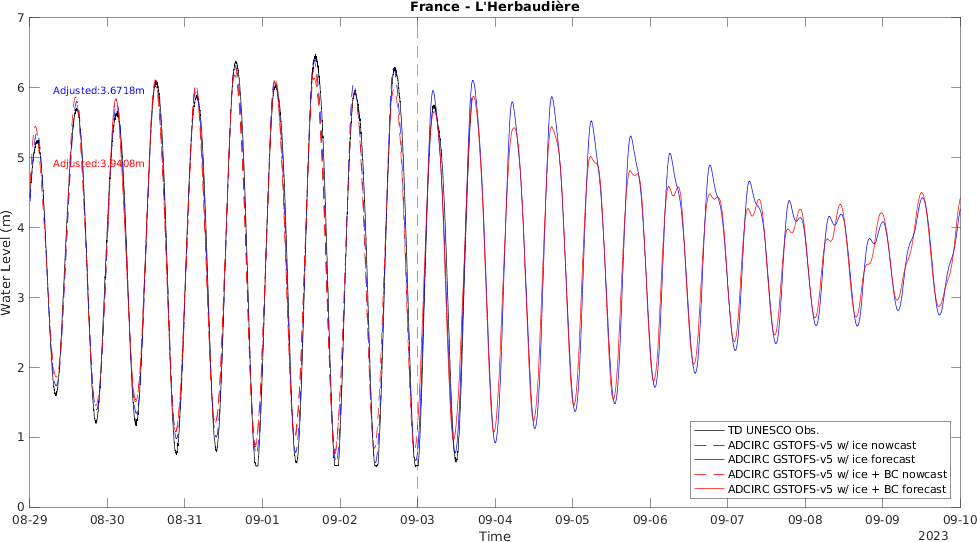 France - L'Herbaudière
7
6
5
4
3
2
1
0
Water Level (m)
Adjusted:3.6718m
Adjusted:3.9408m
TD UNESCO Obs.
ADCIRC GSTOFS-v5 w/ ice nowcast
ADCIRC GSTOFS-v5 w/ ice forecast
ADCIRC GSTOFS-v5 w/ ice + BC nowcast
ADCIRC GSTOFS-v5 w/ ice + BC forecast
08-29 08-30 08-31 09-01 09-02 09-03 09-04 09-05 09-06 09-07 09-08 09-09 09-10
Time
2023